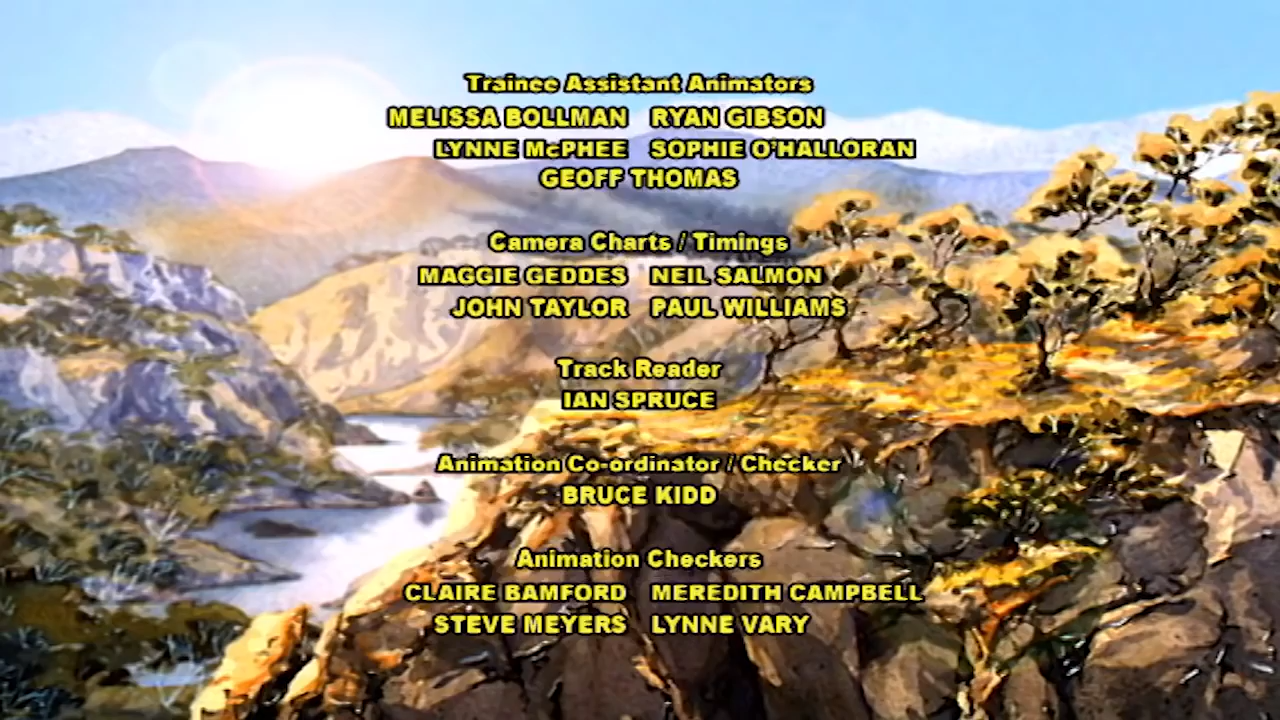 Trainee Assistant Animators
MELISSA BOLLMAN RYAN GIBSON
LYNNE McPHEE SOPHIE O'HALLORAN
GEOFF THOMAS
Camera Charts / Timings
MAGGIE GEDDES NEIL SALMON
JOHN TAYLOR PAUL WILLIAMS
Track Reader
IAN SPRUCE
Animation Co-ordinator / Checker
BRUCE KIDD
Animation Checkers
CLAIRE BAMFORD MEREDITH CAMPBELL
STEVE MEYERS LYNNE VARY